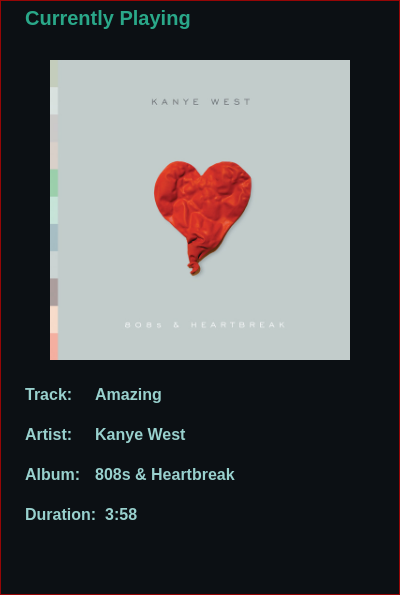 Currently Playing
KANYE WEST
808s & HEARTBREAK
Track: Amazing
Artist: Kanye West
Album: 808s & Heartbreak
Duration: 3:58